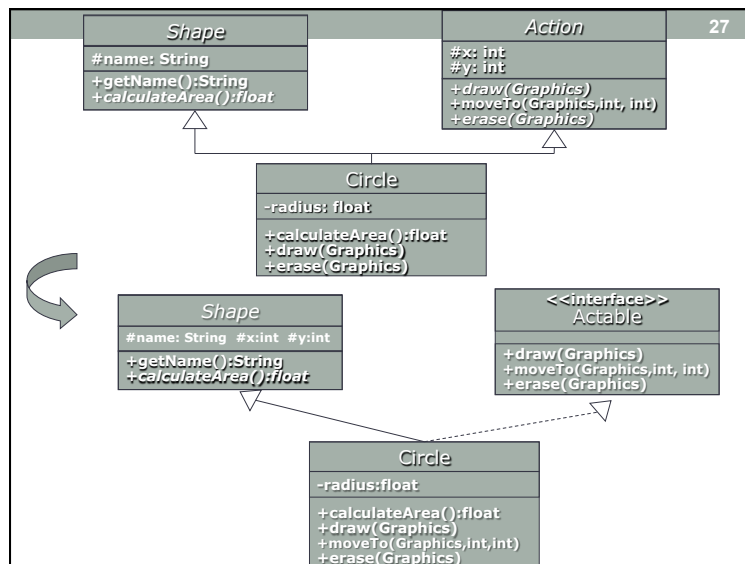 27
Shape
#name: String
+getName():String
+calculateArea():float
Action
#x: int
#y: int
+draw(Graphics)
+moveTo(Graphics,int, int)
+erase(Graphics)
Circle
-radius: float
+calculateArea():float
+draw(Graphics)
+erase(Graphics)
Shape
#name: String #x:int #y:int
+getName():String
+calculateArea():float
<<interface>>
Actable
+draw(Graphics)
+moveTo(Graphics,int, int)
+erase(Graphics)
Circle
-radius:float
+calculateArea():float
+draw(Graphics)
+moveTo(Graphics,int,int)
+erase(Graphics)